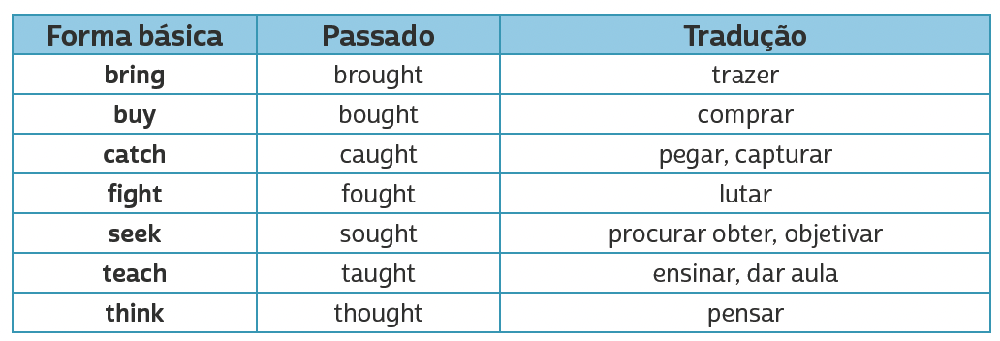 Forma básica Passado Tradução
bring brought trazer
buy bought comprar
catch caught pegar, capturar
fight fought lutar
seek sought procurar obter, objetivar
teach taught ensinar, dar aula
think thought pensar